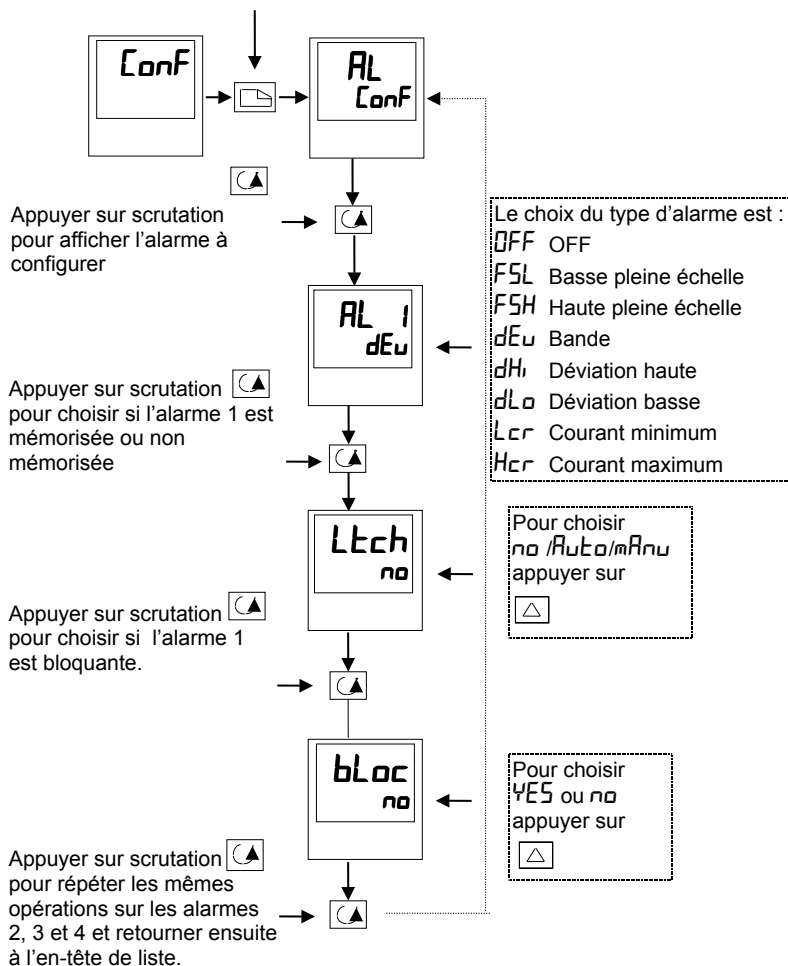 ConF
AL
ConF
Appuyer sur scrutation
pour afficher l’alarme à
configurer
AL 1
dEv
Le choix du type d’alarme est :
OFF OFF
FSL Basse pleine échelle
FSH Haute pleine échelle
dEv Bande
dHi Déviation haute
dLo Déviation basse
Lcr Courant minimum
Hcr Courant maximum
Appuyer sur scrutation
pour choisir si l’alarme 1 est
mémorisée ou non
mémorisée
Ltch
no
Pour choisir
no /Auto/mAnu
appuyer sur
Appuyer sur scrutation
pour choisir si l’alarme 1
est bloquante.
bLoc
no
Pour choisir
YES ou no
appuyer sur
Appuyer sur scrutation
pour répéter les mêmes
opérations sur les alarmes
2, 3 et 4 et retourner ensuite
à l’en-tête de liste.